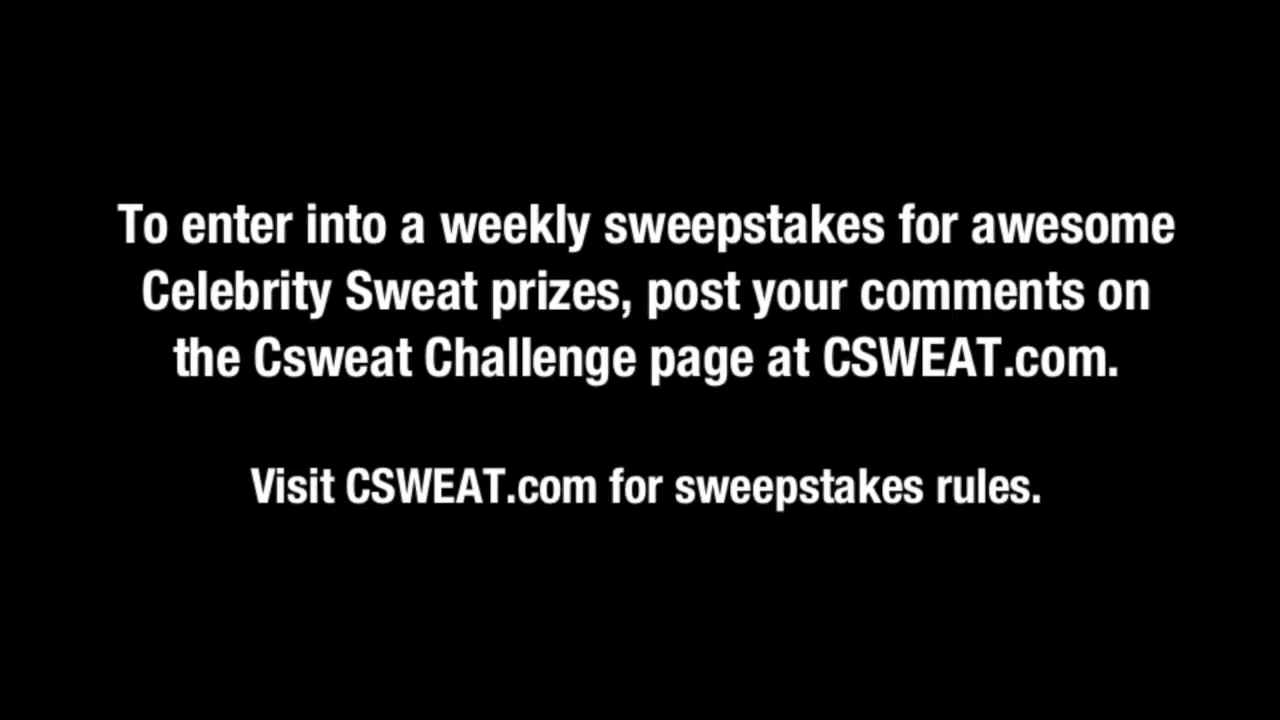 To enter into a weekly sweepstakes for awesome
Celebrity Sweat prizes, post your comments on
the Csweat Challenge page at CSWEAT.com.
Visit CSWEAT.com for sweepstakes rules.